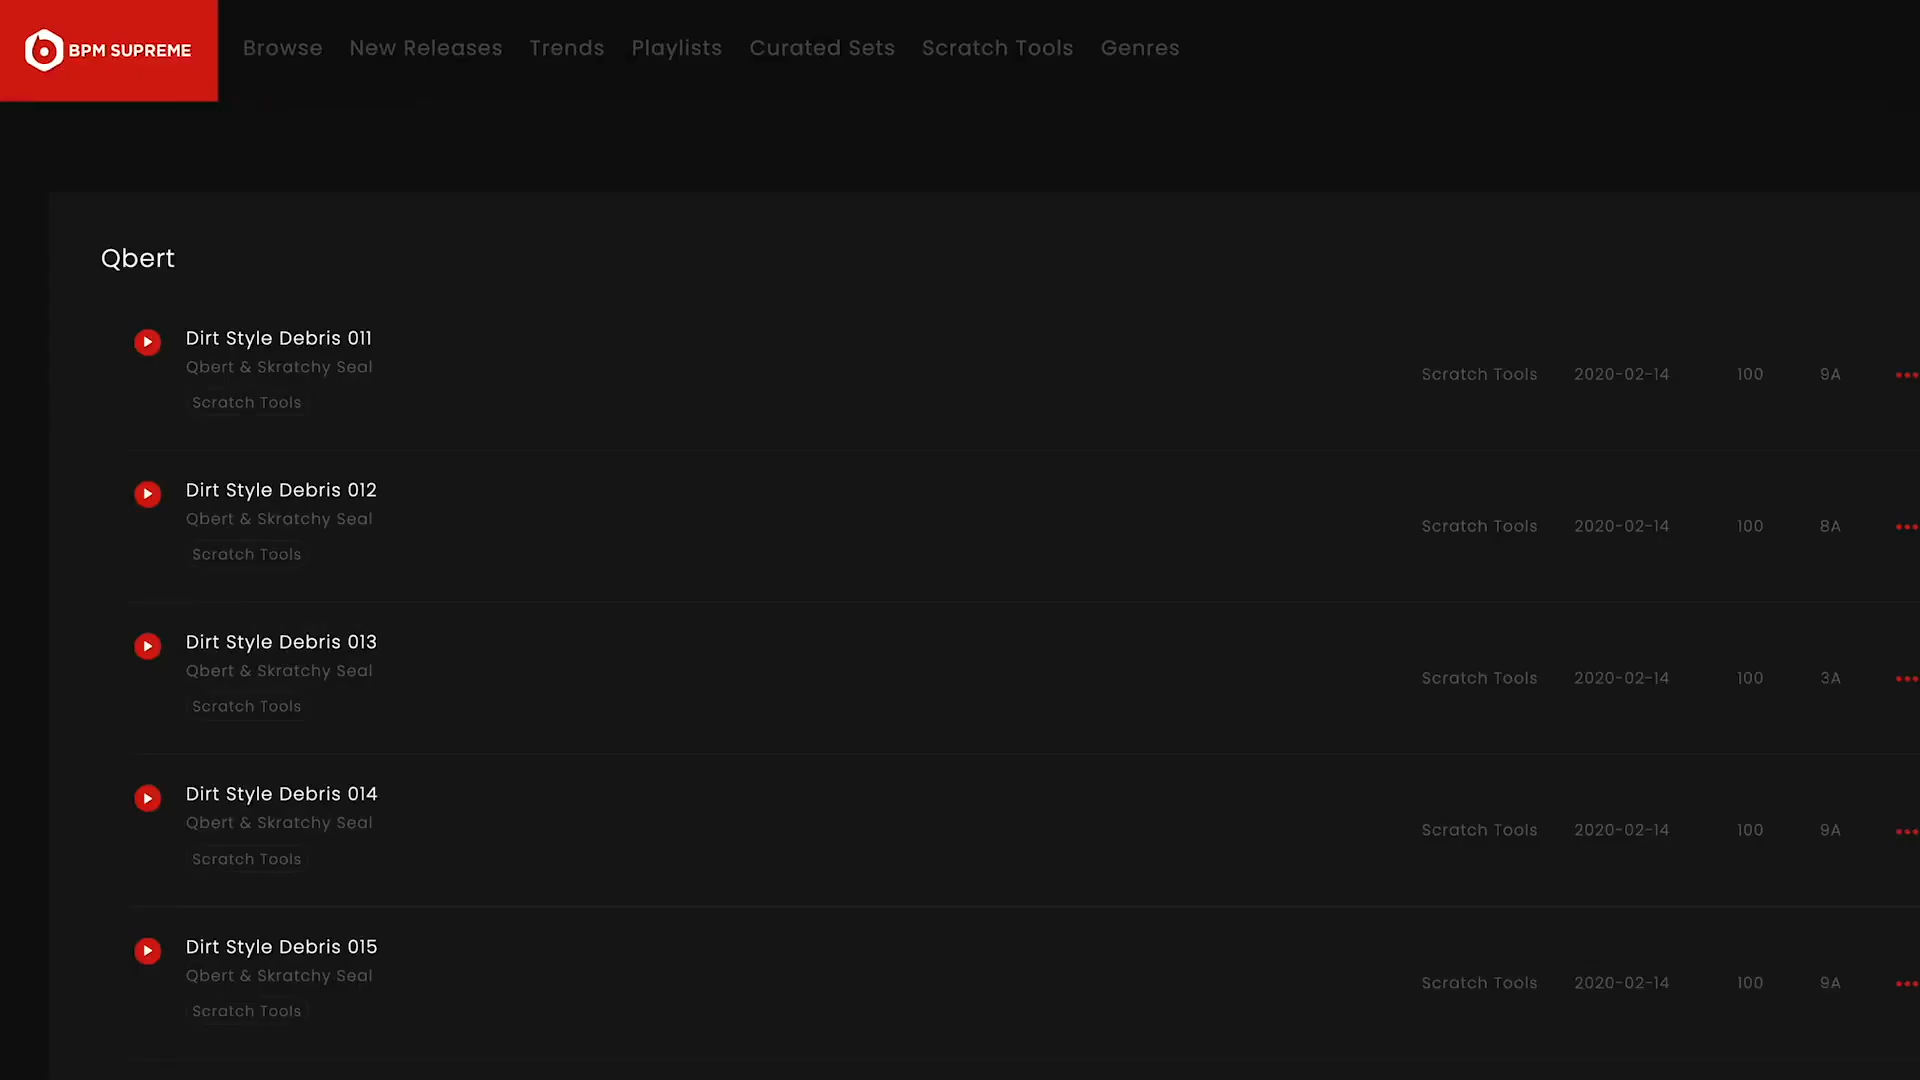 BPM SUPREME Browse New Releases Trends Playlists Curated Sets Scratch Tools Genres
Qbert
Dirt Style Debris 011
Qbert & Skratchy Seal
Scratch Tools 2020-02-14 100 9A
Scratch Tools
Dirt Style Debris 012
Qbert & Skratchy Seal
Scratch Tools 2020-02-14 100 8A
Scratch Tools
Dirt Style Debris 013
Qbert & Skratchy Seal
Scratch Tools 2020-02-14 100 3A
Scratch Tools
Dirt Style Debris 014
Qbert & Skratchy Seal
Scratch Tools 2020-02-14 100 9A
Scratch Tools
Dirt Style Debris 015
Qbert & Skratchy Seal
Scratch Tools 2020-02-14 100 9A
Scratch Tools